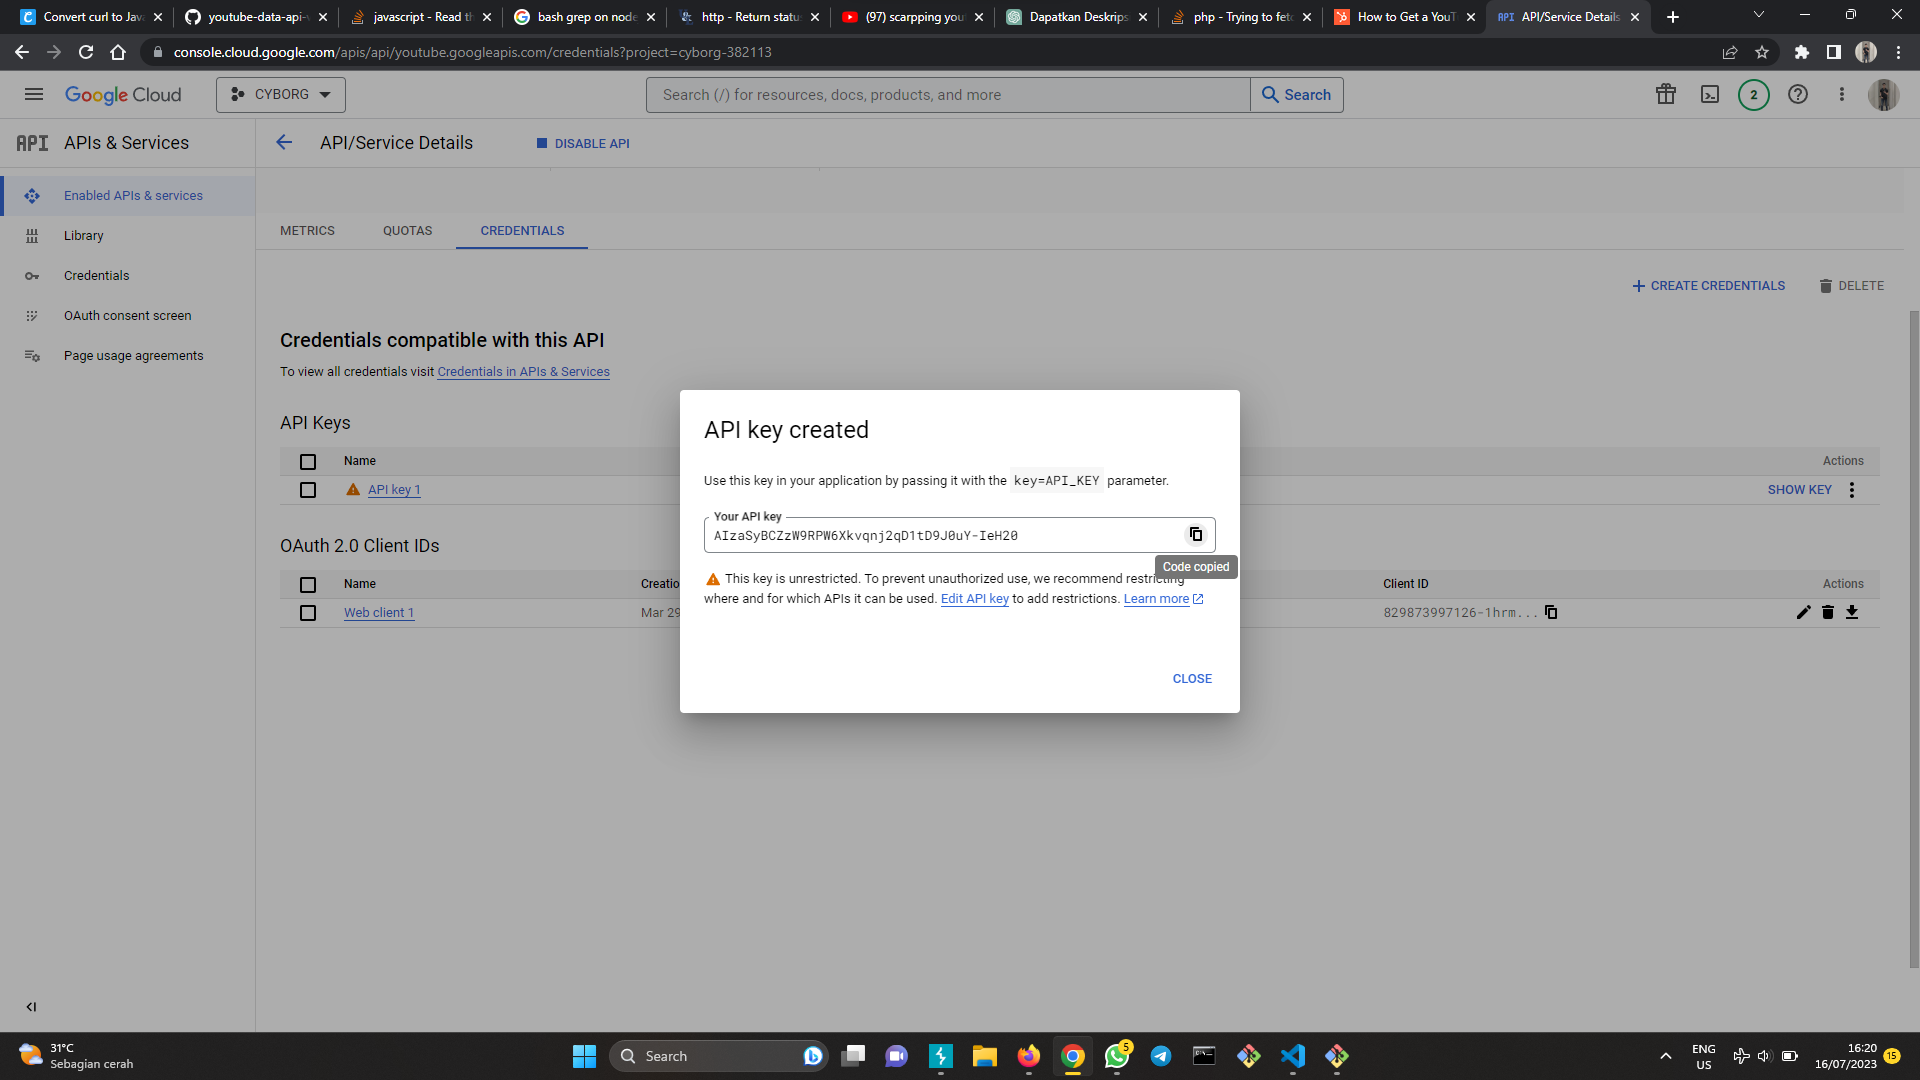 Convert curl to Java
youtube-data-api-v
javascript - Read th
bash grep on node
http - Return statu
(97) scarpping you
Dapatkan Deskrips
php - Trying to fetc
How to Get a YouT
API/Service Details
console.cloud.google.com/apis/api/youtube.googleapis.com/credentials?project=cyborg-382113
Google Cloud
CYBORG
Search (/) for resources, docs, products, and more
Search
2
API APIs & Services
API/Service Details
DISABLE API
Enabled APIs & services
Library
Credentials
OAuth consent screen
Page usage agreements
METRICS
QUOTAS
CREDENTIALS
CREATE CREDENTIALS
DELETE
Credentials compatible with this API
To view all credentials visit Credentials in APIs & Services
API Keys
Name
Actions
API key 1
SHOW KEY
OAuth 2.0 Client IDs
Name
Creatio
Client ID
Actions
Web client 1
Mar 29
829873997126-1hrm...
API key created
Use this key in your application by passing it with the key=API_KEY parameter.
Your API key
AIzaSyBCZzW9RPW6Xkvqnj2qD1tD9J0uY-IeH20
Code copied
This key is unrestricted. To prevent unauthorized use, we recommend restricting
where and for which APIs it can be used. Edit API key to add restrictions. Learn more
CLOSE
31°C
Sebagian cerah
Search
5
ENG
US
16:20
16/07/2023
15